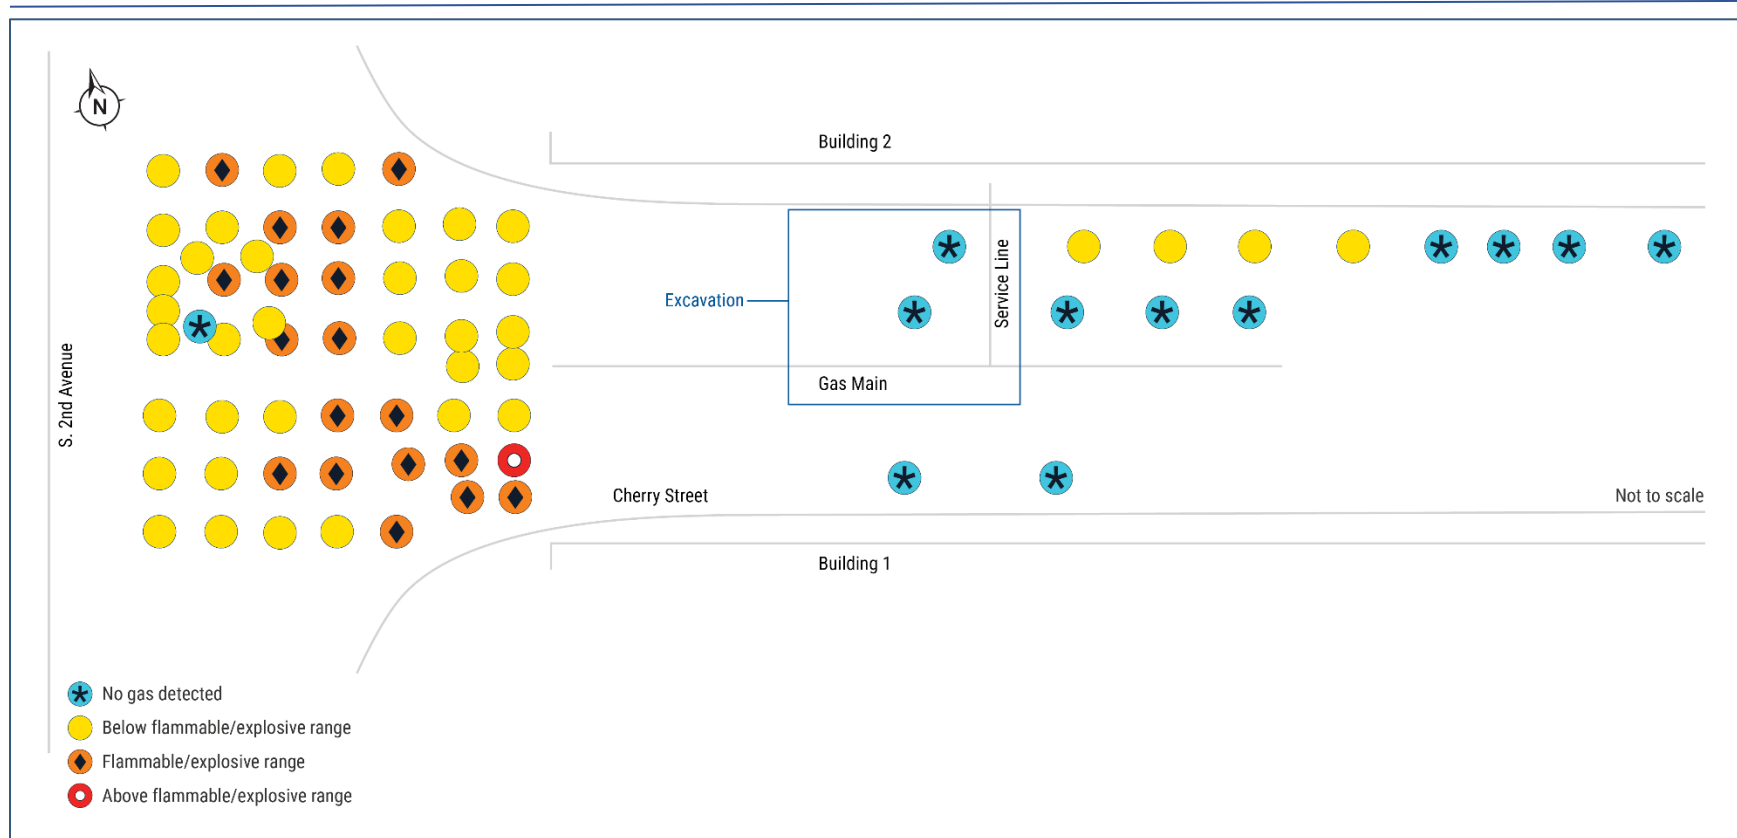 N
Building 2
Service Line
Excavation
S. 2nd Avenue
Gas Main
Cherry Street
Not to scale
Building 1
No gas detected
Below flammable/explosive range
Flammable/explosive range
Above flammable/explosive range